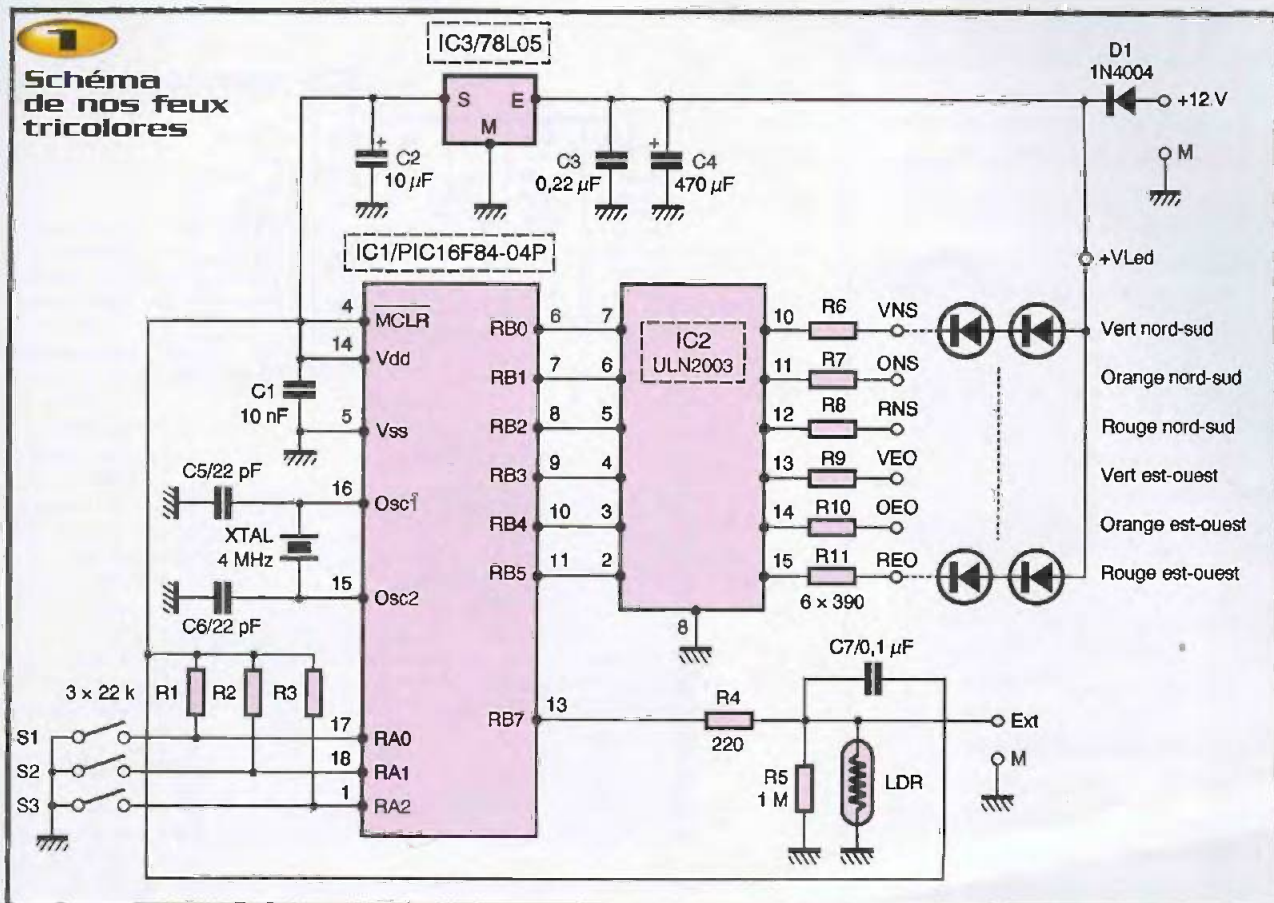 1
Schéma
de nos feux
tricolores
IC3/78L05
S E
M
C2
10 µF
C3
0,22 µF
C4
470 µF
D1
1N4004
+12.V
M
+VLed
IC1/PIC16F84-04P
4 MCLR
14 Vdd
C1
10 nF
5 Vss
C5/22 pF
16 Osc1
XTAL
4 MHz
15 Osc2
C6/22 pF
3 x 22 k R1 R2 R3
S1 17 RA0
S2 18 RA1
S3 1 RA2
RB0 6 7
RB1 7 6
RB2 8 5
RB3 9 4
RB4 10 3
RB5 11 2
RB7 13
IC2
ULN2003
8
10 R6 VNS Vert nord-sud
11 R7 ONS Orange nord-sud
12 R8 RNS Rouge nord-sud
13 R9 VEO Vert est-ouest
14 R10 OEO Orange est-ouest
15 R11 REO Rouge est-ouest
6 x 390
C7/0,1 µF
R4
220
R5
1 M
LDR
Ext
M